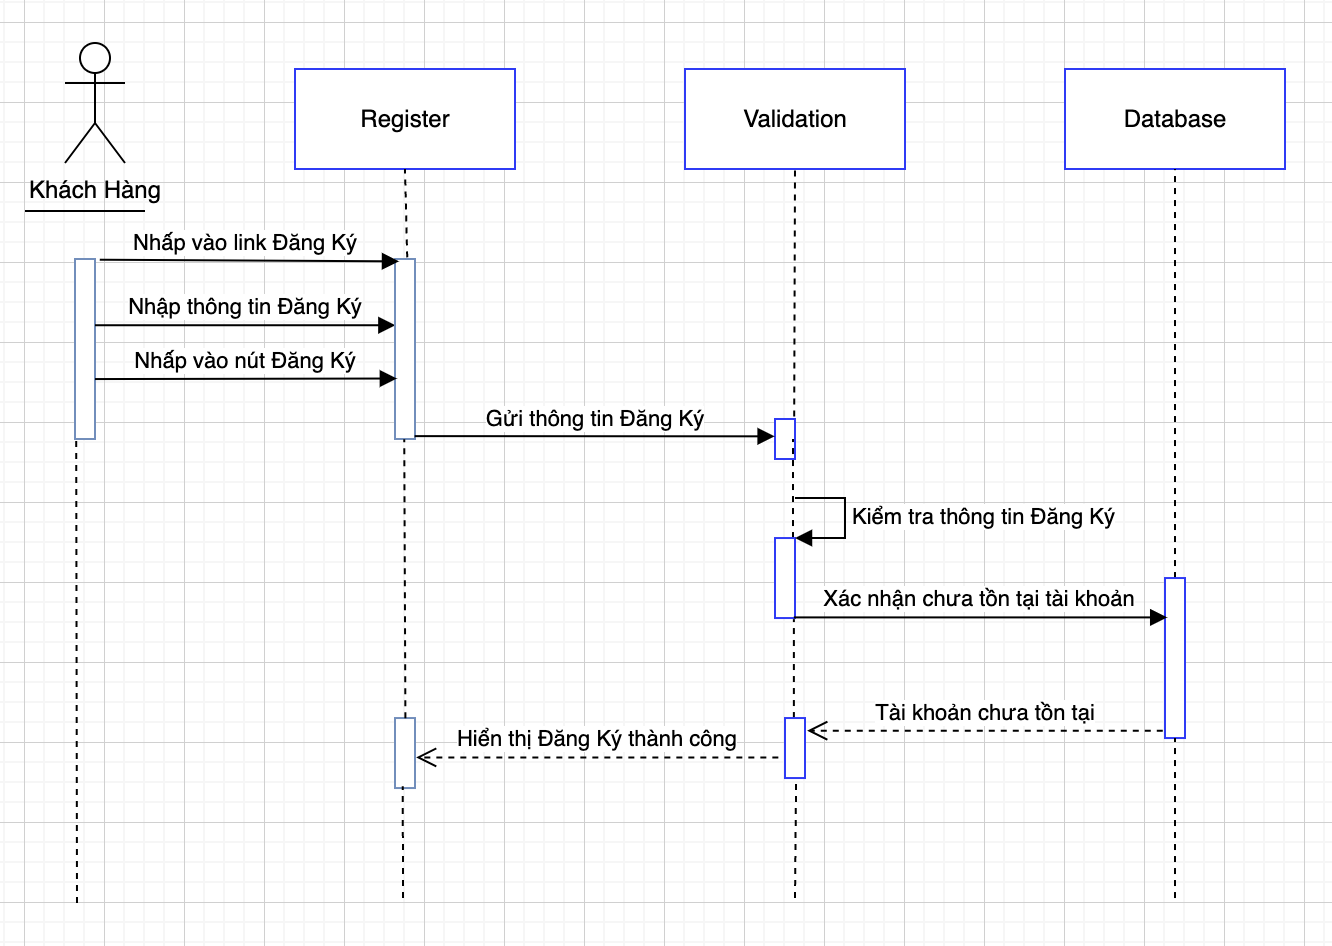 Register
Validation
Database
Khách Hàng
Nhấp vào link Đăng Ký
Nhập thông tin Đăng Ký
Nhấp vào nút Đăng Ký
Gửi thông tin Đăng Ký
Kiểm tra thông tin Đăng Ký
Xác nhận chưa tồn tại tài khoản
Tài khoản chưa tồn tại
Hiển thị Đăng Ký thành công